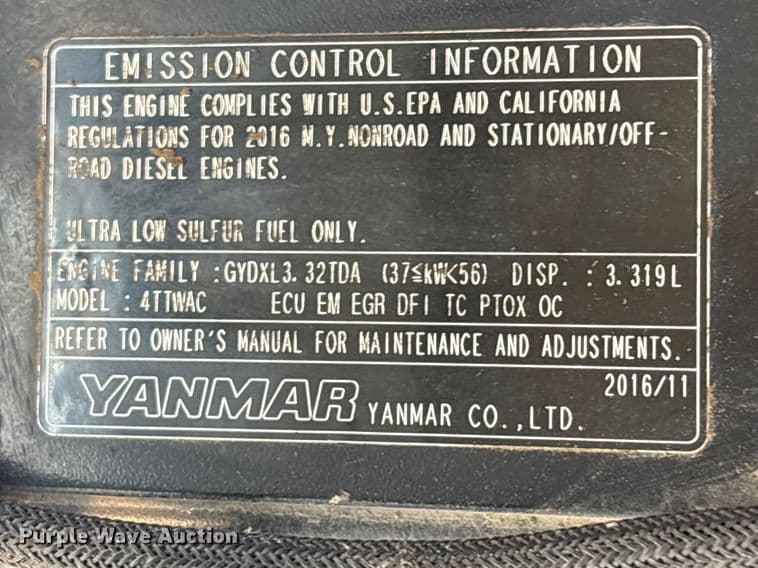 EMISSION CONTROL INFORMATION
THIS ENGINE COMPLIES WITH U.S.EPA AND CALIFORNIA
REGULATIONS FOR 2016 M.Y.NONROAD AND STATIONARY/OFF-
ROAD DIESEL ENGINES.
ULTRA LOW SULFUR FUEL ONLY.
ENGINE FAMILY :GYDXL3.32TDA (37≦kW<56) DISP. : 3.319L
MODEL : 4TTWAC ECU EM EGR DFI TC PTOX OC
REFER TO OWNER'S MANUAL FOR MAINTENANCE AND ADJUSTMENTS.
2016/11
YANMAR YANMAR CO.,LTD.
Purple Wave Auction